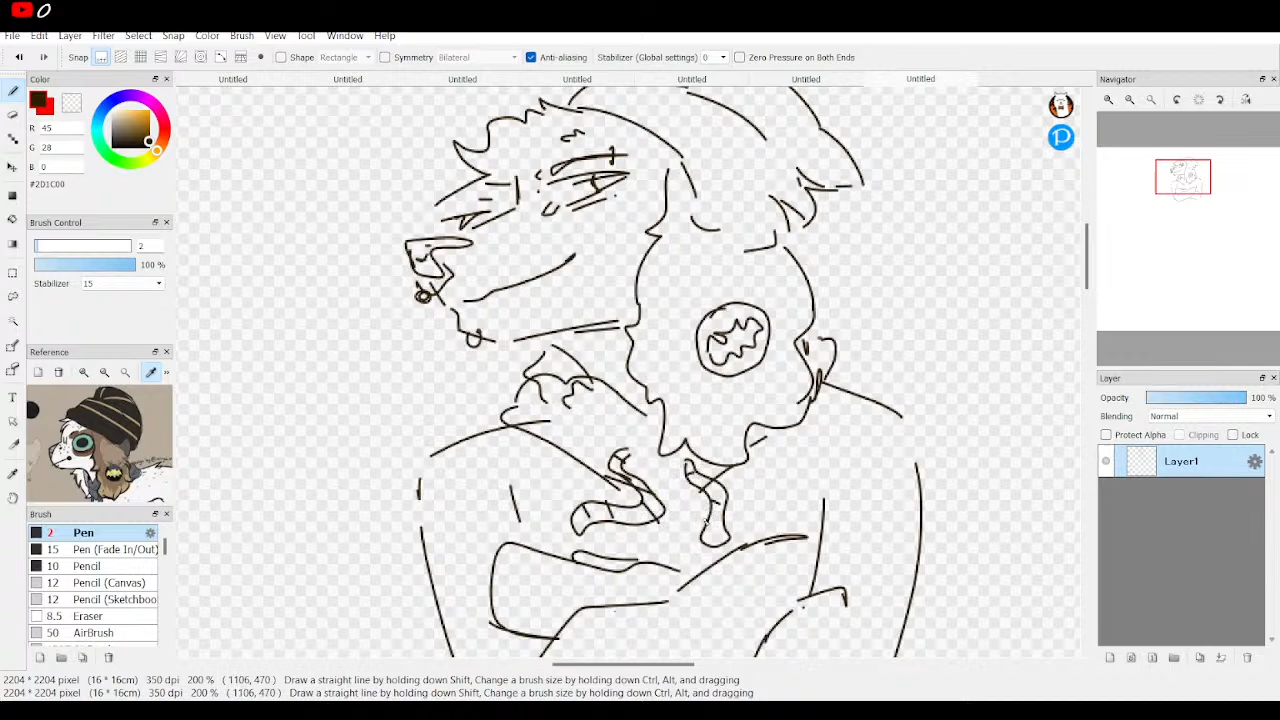 0
File Edit Layer Filter Select Snap Color Brush View Tool Window Help
Snap Shape Rectangle Symmetry Bilateral Anti-aliasing Stabilizer (Global settings) 0 Zero Pressure on Both Ends
Color
Untitled Untitled Untitled Untitled Untitled Untitled Untitled
Navigator
R 45
G 28
B 0
#2D1C00
Brush Control
2
100 %
Stabilizer 15
Reference
Layer
Opacity 100 %
Blending Normal
Protect Alpha Clipping Lock
Layer1
Brush
2 Pen
15 Pen (Fade In/Out)
10 Pencil
12 Pencil (Canvas)
12 Pencil (Sketchboo
8.5 Eraser
50 AirBrush
2204 * 2204 pixel (16 * 16cm) 350 dpi 200 % ( 1106, 470) Draw a straight line by holding down Shift, Change a brush size by holding down Ctrl, Alt, and dragging
2204 * 2204 pixel (16 * 16cm) 350 dpi 200 % ( 1106, 470) Draw a straight line by holding down Shift, Change a brush size by holding down Ctrl, Alt, and dragging